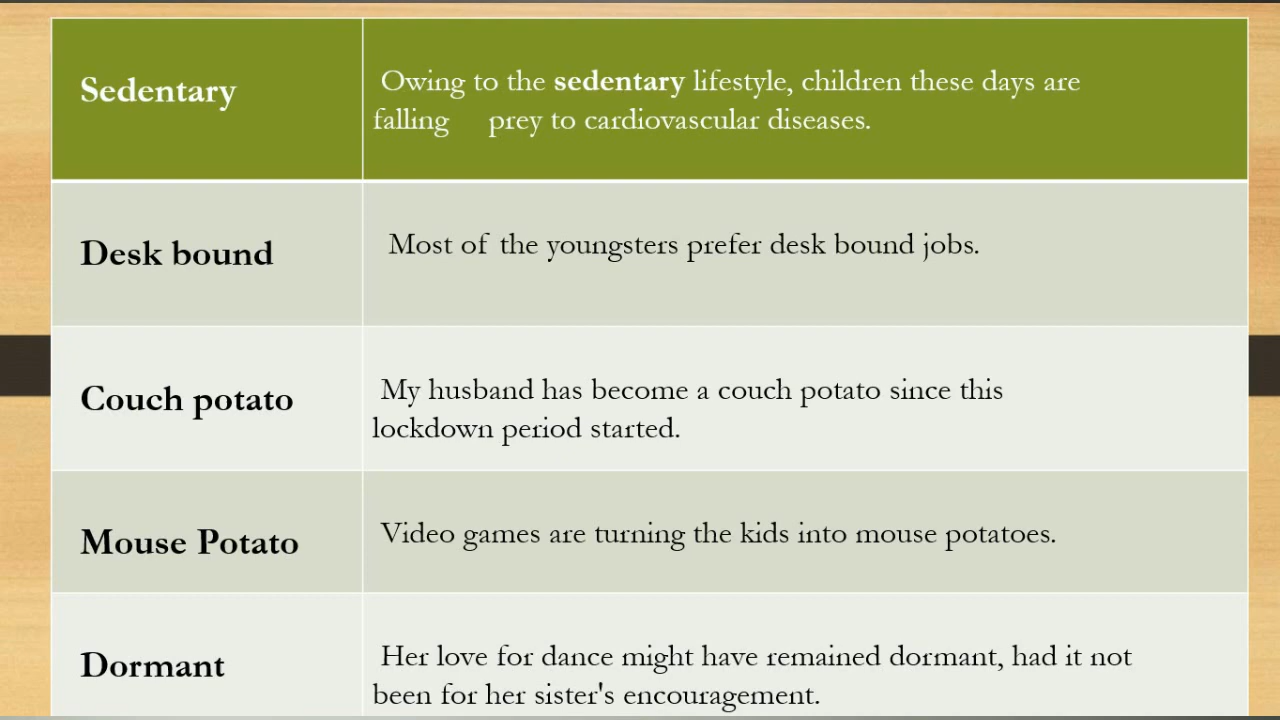 Sedentary
Owing to the sedentary lifestyle, children these days are
falling prey to cardiovascular diseases.
Desk bound
Most of the youngsters prefer desk bound jobs.
Couch potato
My husband has become a couch potato since this
lockdown period started.
Mouse Potato
Video games are turning the kids into mouse potatoes.
Dormant
Her love for dance might have remained dormant, had it not
been for her sister's encouragement.